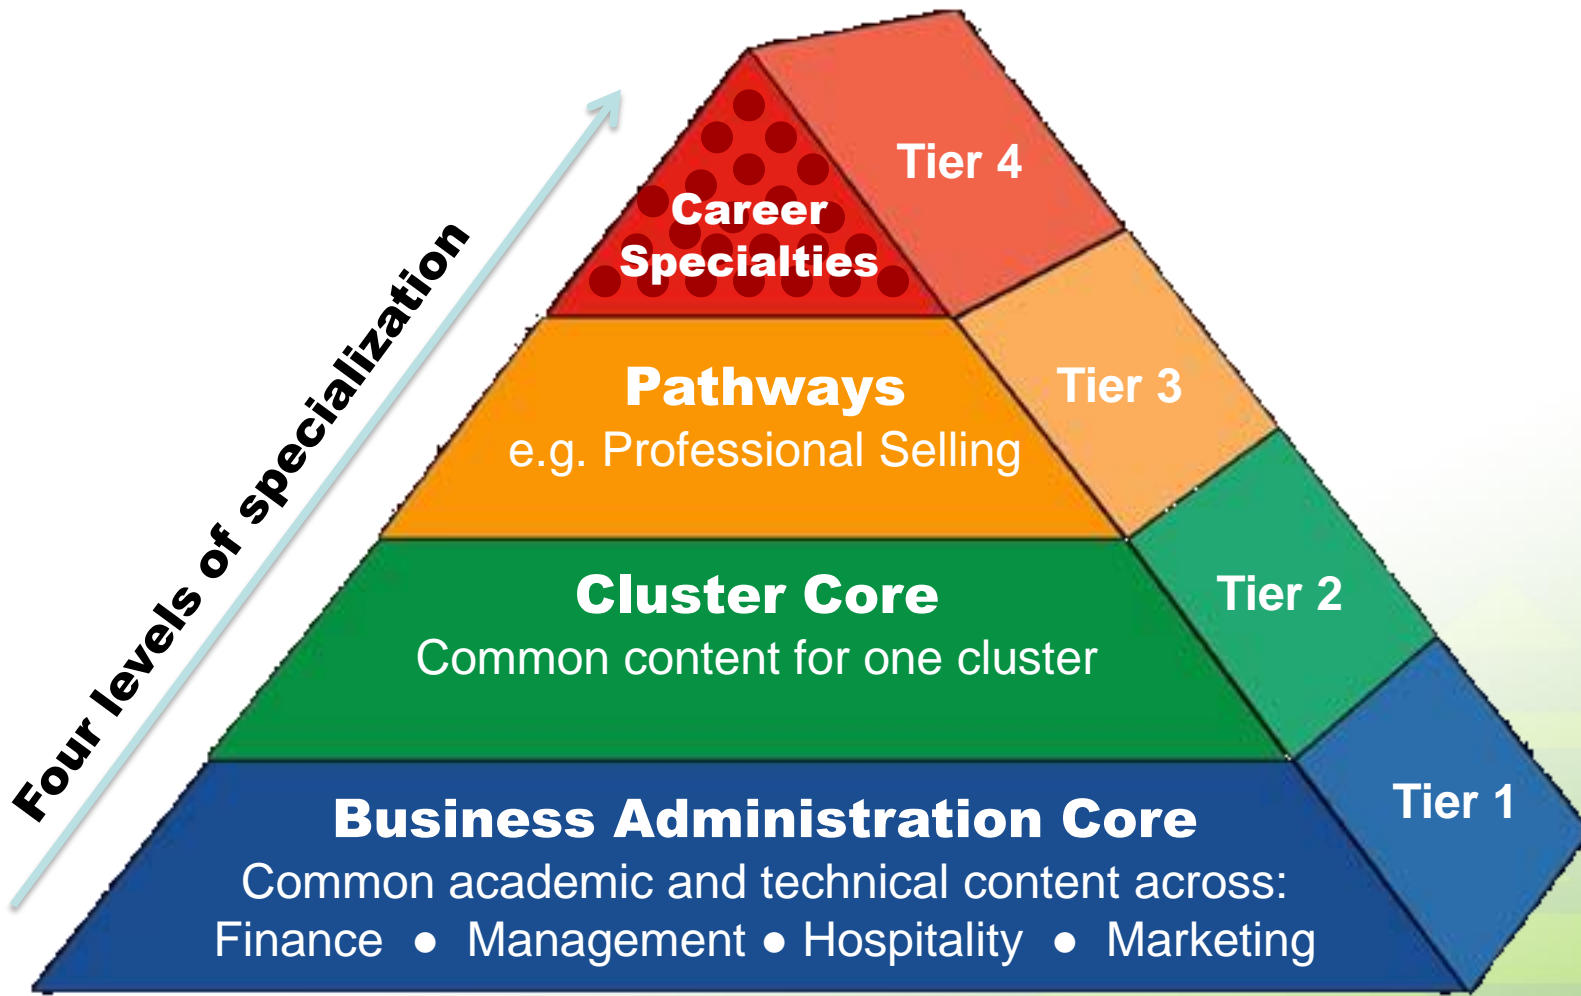 Four levels of specialization
Career
Specialties
Tier 4
Pathways
e.g. Professional Selling
Tier 3
Cluster Core
Common content for one cluster
Tier 2
Business Administration Core
Common academic and technical content across:
Finance ● Management ● Hospitality ● Marketing
Tier 1